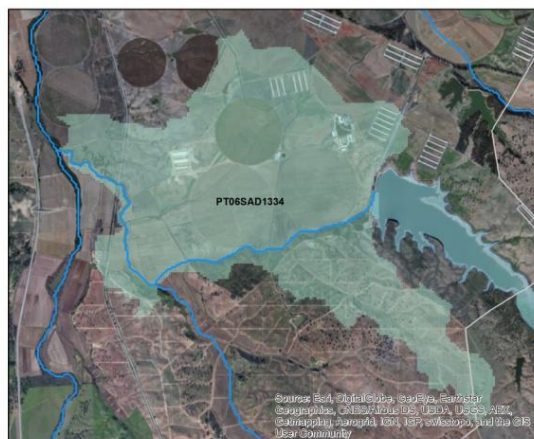 PT06SAD1334
Source: Esri, DigitalGlobe, GeoEye, Earthstar
Geographics, CNES/Airbus DS, USDA, USGS, AEX,
Getmapping, Aerogrid, IGN, IGP, swisstopo, and the GIS
User Community